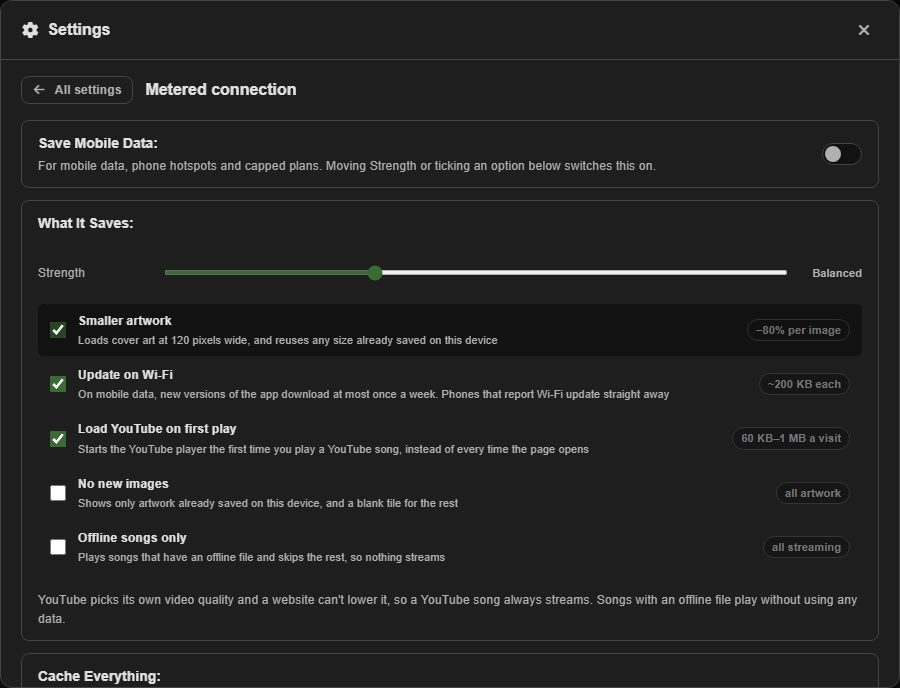 Settings
All settings
Metered connection
Save Mobile Data:
For mobile data, phone hotspots and capped plans. Moving Strength or ticking an option below switches this on.
What It Saves:
Strength
Balanced
Smaller artwork
Loads cover art at 120 pixels wide, and reuses any size already saved on this device
~80% per image
Update on Wi-Fi
On mobile data, new versions of the app download at most once a week. Phones that report Wi-Fi update straight away
~200 KB each
Load YouTube on first play
Starts the YouTube player the first time you play a YouTube song, instead of every time the page opens
60 KB–1 MB a visit
No new images
Shows only artwork already saved on this device, and a blank tile for the rest
all artwork
Offline songs only
Plays songs that have an offline file and skips the rest, so nothing streams
all streaming
YouTube picks its own video quality and a website can't lower it, so a YouTube song always streams. Songs with an offline file play without using any
data.
Cache Everything: